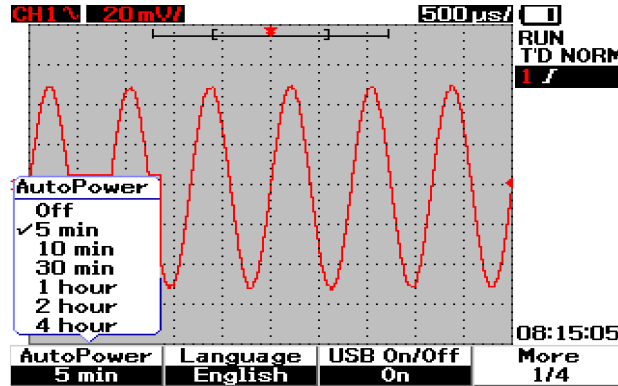 CH1 20mV/ 500us/
RUN
T'D NORM
1
AutoPower
Off
✓5 min
10 min
30 min
1 hour
2 hour
4 hour
08:15:05
AutoPower Language USB On/Off More
5 min English On 1/4